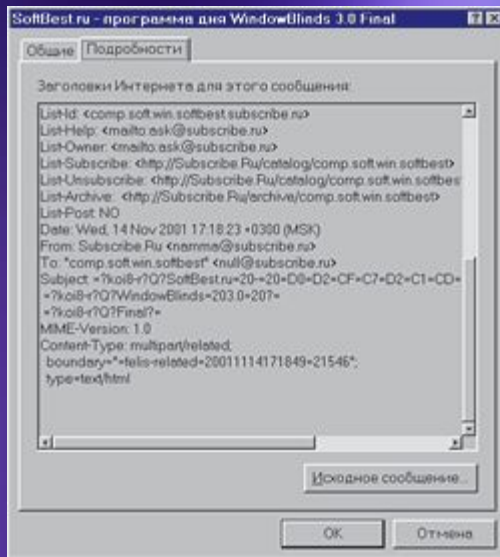 SoftBest.ru - программа дня WindowBlinds 3.0 Final
Общие Подробности
Заголовки Интернета для этого сообщения:
List-Id: <comp.soft.win.softbest.subscribe.ru>
List-Help: <mailto:ask@subscribe.ru>
List-Owner: <mailto:ask@subscribe.ru>
List-Subscribe: <http://Subscribe.Ru/catalog/comp.soft.win.softbest>
List-Unsubscribe: <http://Subscribe.Ru/catalog/comp.soft.win.softbes
List-Archive: <http://Subscribe.Ru/archive/comp.soft.win.softbest>
List-Post: NO
Date: Wed, 14 Nov 2001 17:18:23 +0300 (MSK)
From: Subscribe.Ru <namma@subscribe.ru>
To: "comp.soft.win.softbest" <null@subscribe.ru>
Subject: =?koi8-r?Q?SoftBest.ru=20-=20=D0=D2=CF=C7=D2=C1=CD=
=?koi8-r?Q?WindowBlinds=203.0=20?=
=?koi8-r?Q?Final?=
MIME-Version: 1.0
Content-Type: multipart/related;
boundary="=felis-related=20011114171849=21546";
type=text/html
Исходное сообщение...
OK Отмена